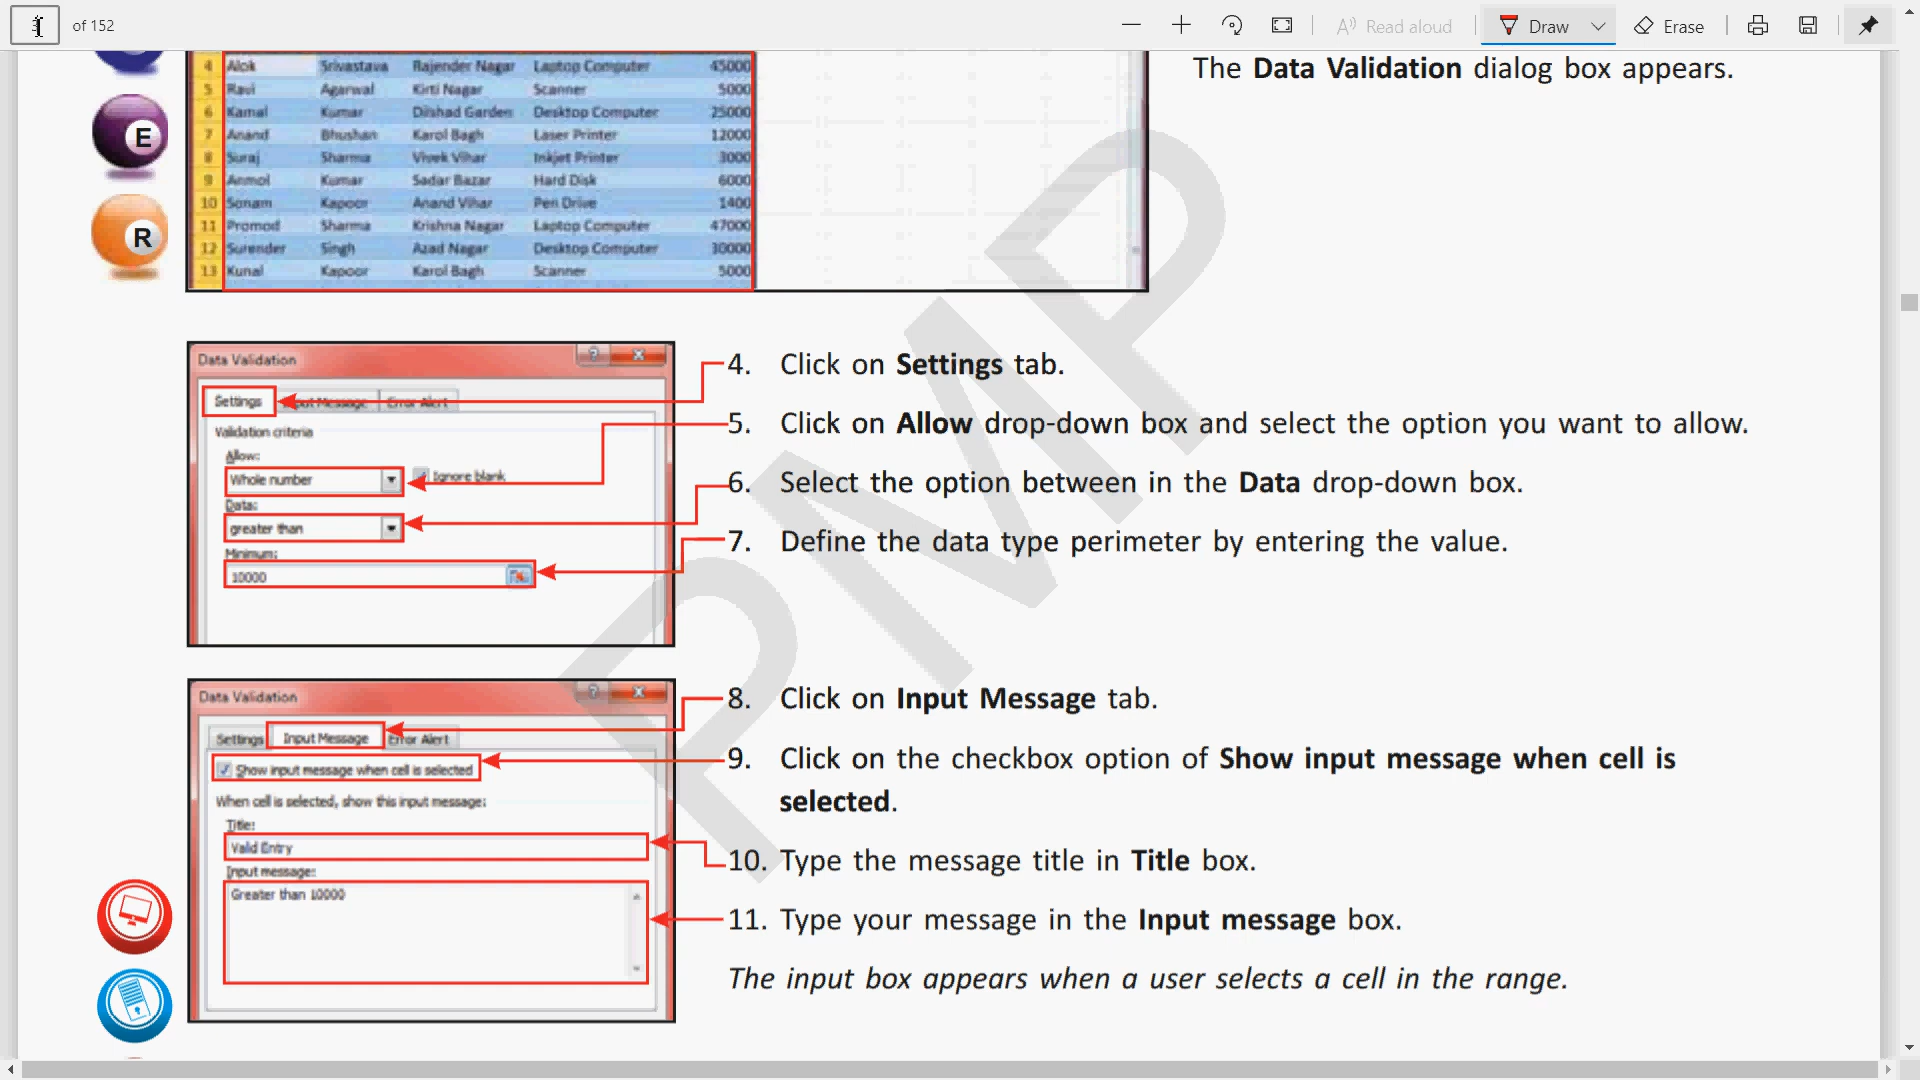 of 152
Read aloud
Draw
Erase
The Data Validation dialog box appears.
E
R
4 Alok Srivastava Rajender Nagar Laptop Computer 45000
5 Ravi Agarwal Kirti Nagar Scanner 5000
6 Kamal Kumar Dilshad Garden Desktop Computer 25000
7 Anand Bhushan Karol Bagh Laser Printer 12000
8 Suraj Sharma Vivek Vihar Inkjet Printer 3000
9 Anmol Kumar Sadar Bazar Hard Disk 6000
10 Sonam Kapoor Anand Vihar Pen Drive 1400
11 Promod Sharma Krishna Nagar Laptop Computer 47000
12 Surender Singh Azad Nagar Desktop Computer 30000
13 Kunal Kapoor Karol Bagh Scanner 5000
Data Validation
Settings Input Message Error Alert
Validation criteria
Allow:
Whole number Ignore blank
Data:
greater than
Minimum:
10000
4. Click on Settings tab.
5. Click on Allow drop-down box and select the option you want to allow.
6. Select the option between in the Data drop-down box.
7. Define the data type perimeter by entering the value.
Data Validation
Settings Input Message Error Alert
Show input message when cell is selected
When cell is selected, show this input message:
Title:
Valid Entry
Input message:
Greater than 10000
8. Click on Input Message tab.
9. Click on the checkbox option of Show input message when cell is
selected.
10. Type the message title in Title box.
11. Type your message in the Input message box.
The input box appears when a user selects a cell in the range.
PMP